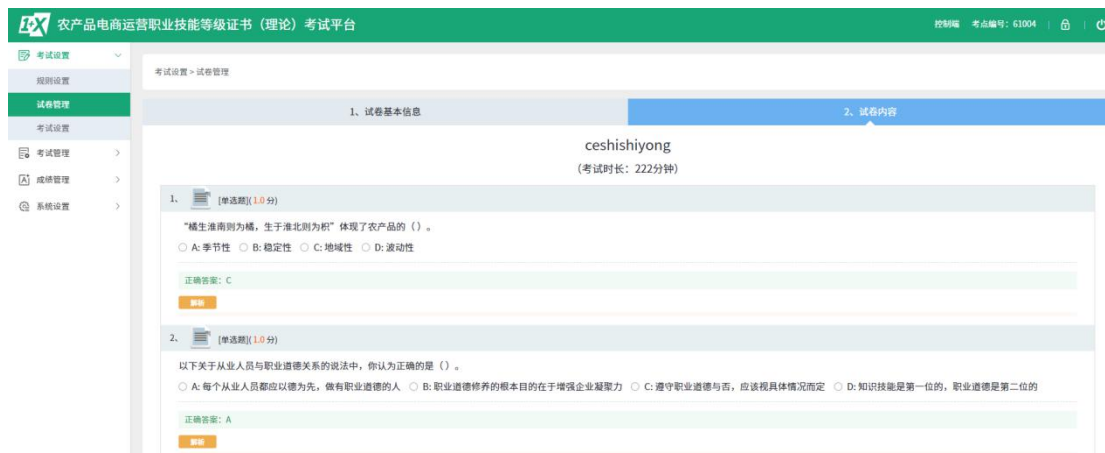 1+X 农产品电商运营职业技能等级证书（理论）考试平台
控制端 考点编号：61004
考试设置
规则设置
试卷管理
考试设置
考试管理
成绩管理
系统设置
考试设置 > 试卷管理
1、试卷基本信息
2、试卷内容
ceshishiyong
（考试时长：222分钟）
1、 [单选题](1.0 分)
“橘生淮南则为橘，生于淮北则为枳”体现了农产品的（）。
A: 季节性 B: 稳定性 C: 地域性 D: 波动性
正确答案：C
解析
2、 [单选题](1.0 分)
以下关于从业人员与职业道德关系的说法中，你认为正确的是（）。
A: 每个从业人员都应以德为先，做有职业道德的人 B: 职业道德修养的根本目的在于增强企业凝聚力 C: 遵守职业道德与否，应该视具体情况而定 D: 知识技能是第一位的，职业道德是第二位的
正确答案：A
解析